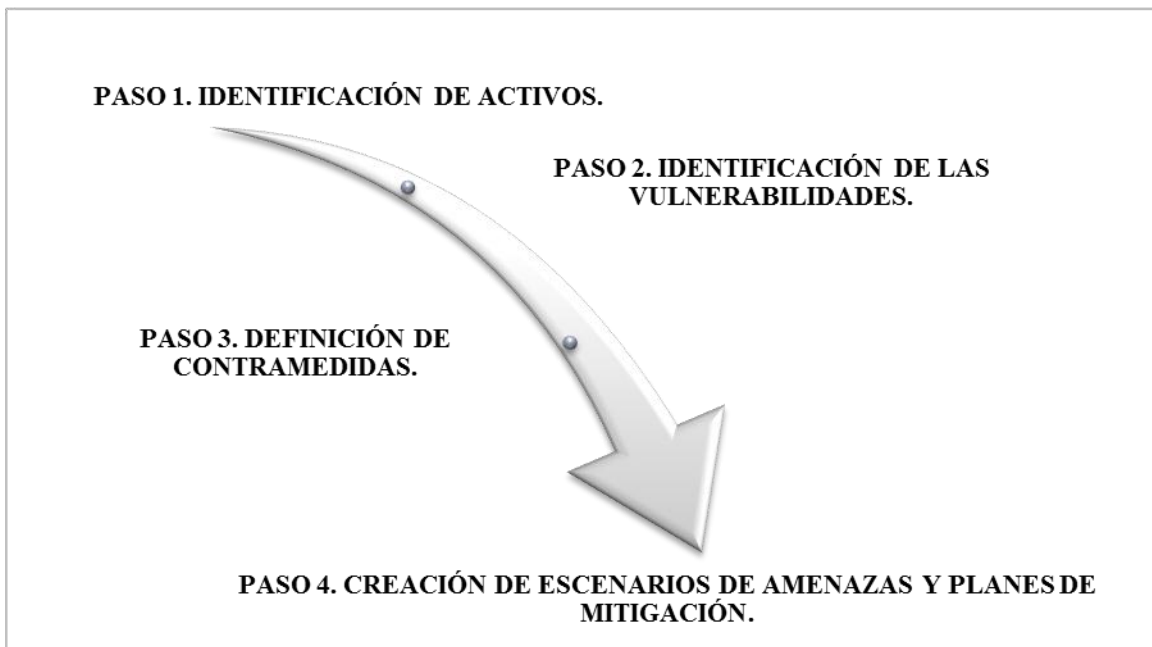 PASO 1. IDENTIFICACIÓN DE ACTIVOS.
PASO 2. IDENTIFICACIÓN DE LAS
VULNERABILIDADES.
PASO 3. DEFINICIÓN DE
CONTRAMEDIDAS.
PASO 4. CREACIÓN DE ESCENARIOS DE AMENAZAS Y PLANES DE
MITIGACIÓN.